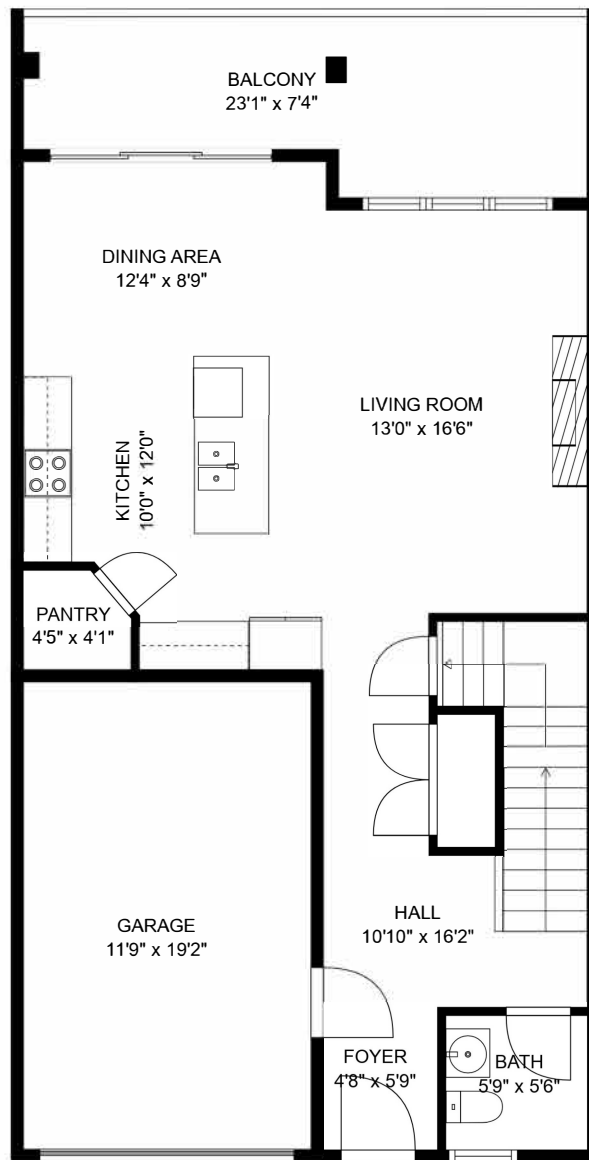 BALCONY
23'1" x 7'4"
DINING AREA
12'4" x 8'9"
LIVING ROOM
13'0" x 16'6"
KITCHEN
10'0" x 12'0"
PANTRY
4'5" x 4'1"
GARAGE
11'9" x 19'2"
HALL
10'10" x 16'2"
FOYER
4'8" x 5'9"
BATH
5'9" x 5'6"